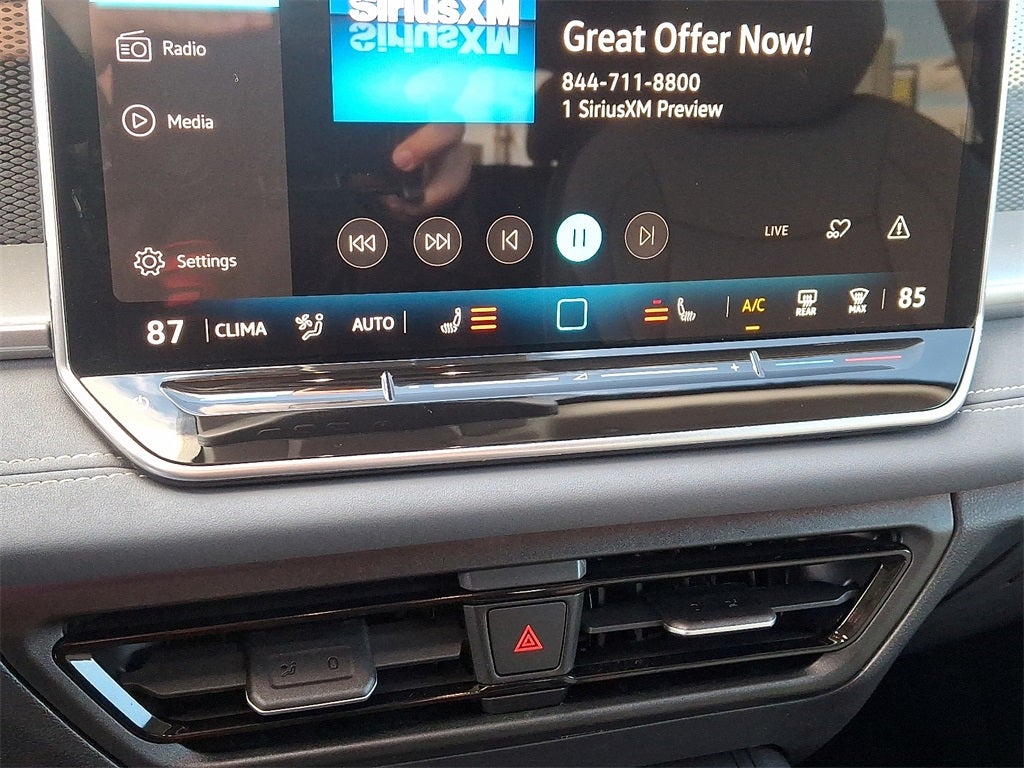 SiriusXM
Great Offer Now!
844-711-8800
1 SiriusXM Preview
Radio
Media
Settings
LIVE
87 CLIMA AUTO A/C REAR MAX 85
- +
0